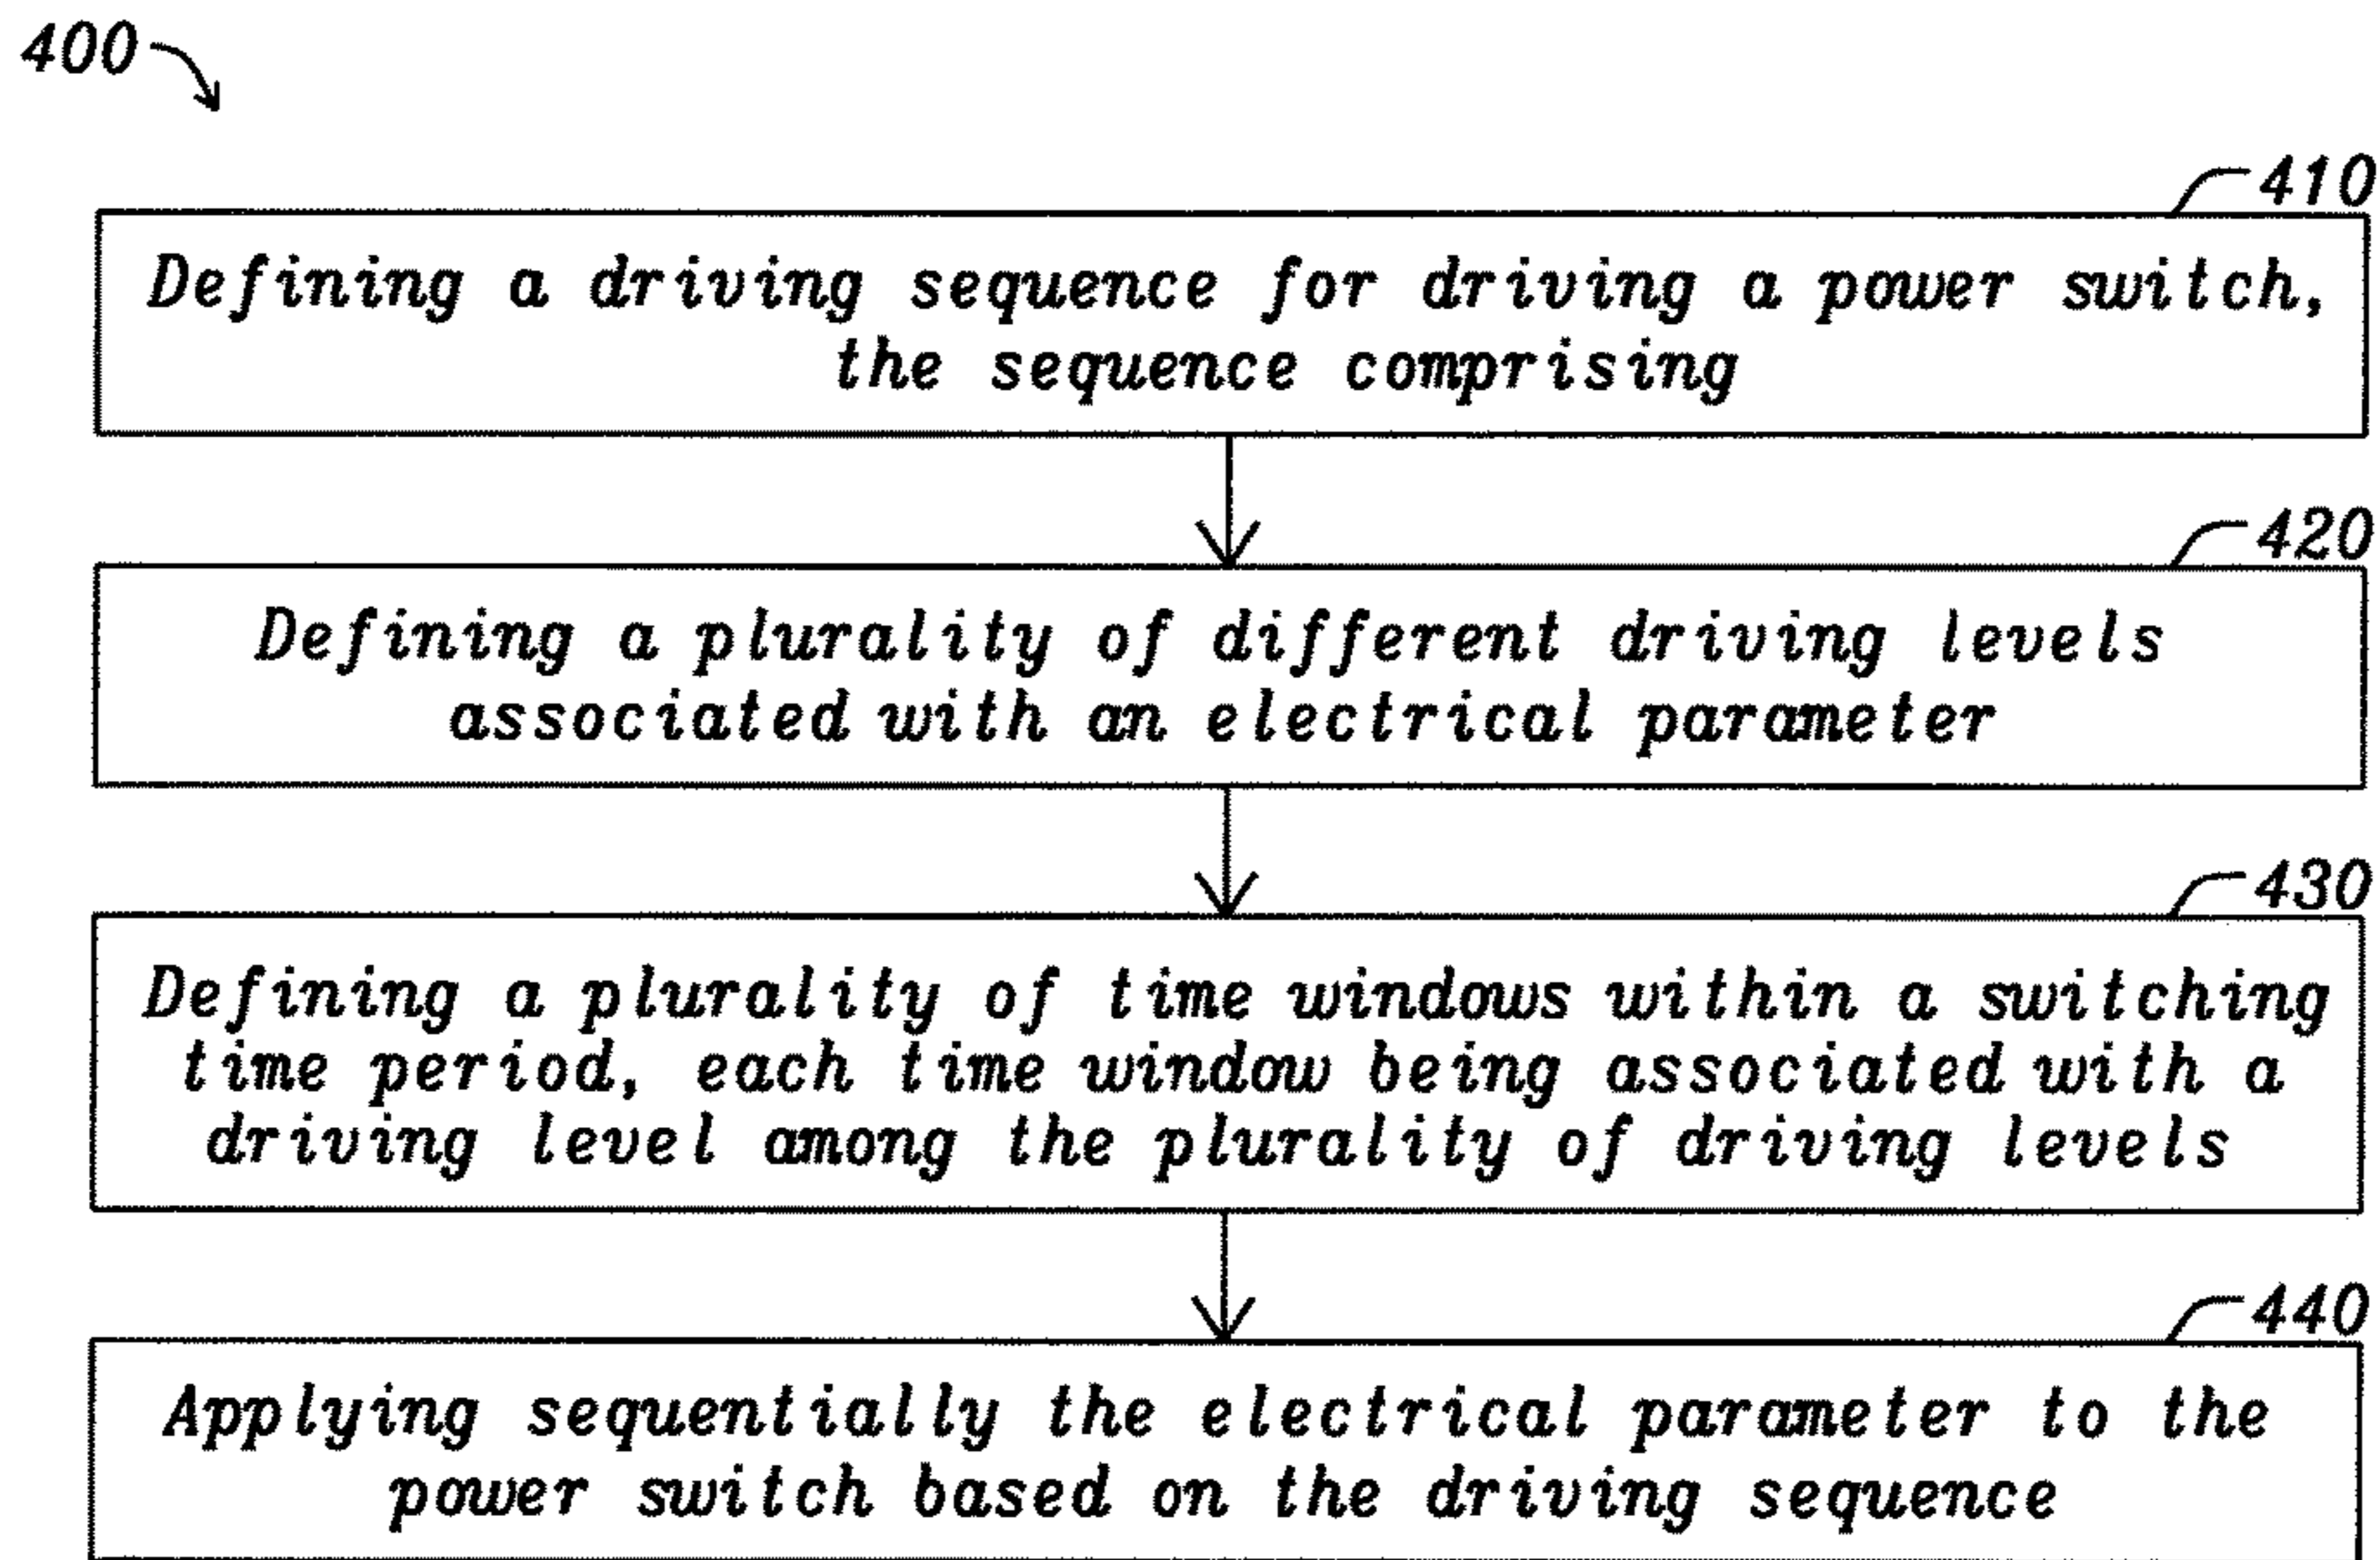 400
410
Defining a driving sequence for driving a power switch,
the sequence comprising
420
Defining a plurality of different driving levels
associated with an electrical parameter
430
Defining a plurality of time windows within a switching
time period, each time window being associated with a
driving level among the plurality of driving levels
440
Applying sequentially the electrical parameter to the
power switch based on the driving sequence